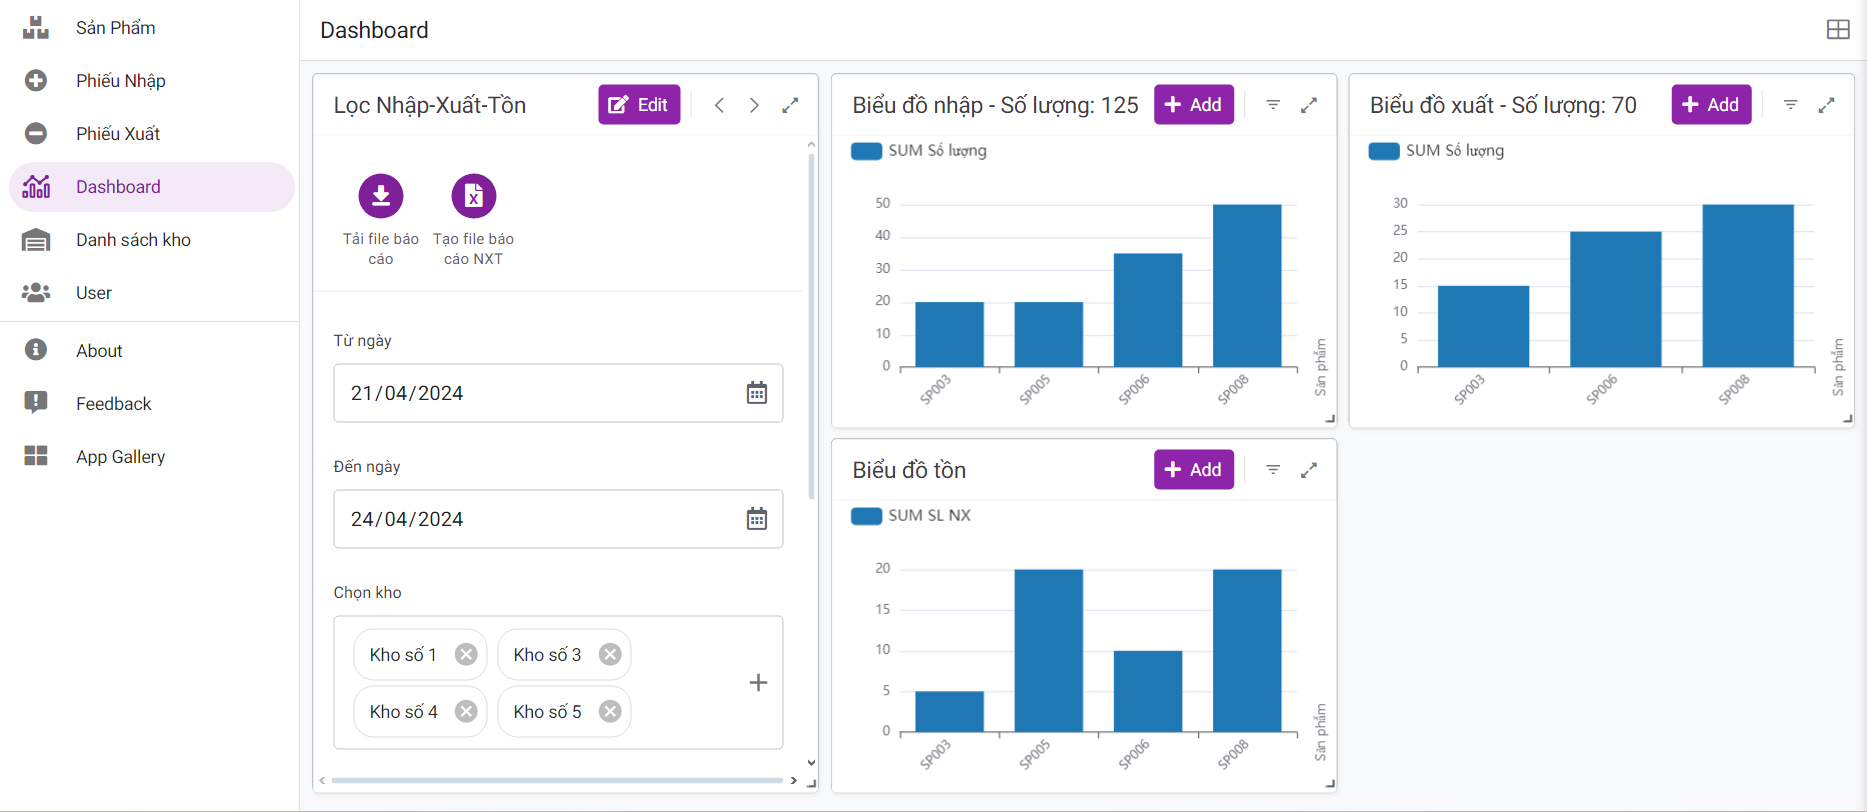 Sản Phẩm
Phiếu Nhập
Phiếu Xuất
Dashboard
Danh sách kho
User
About
Feedback
App Gallery
Dashboard
Lọc Nhập-Xuất-Tồn
Edit
Tải file báo
cáo
Tạo file báo
cáo NXT
Từ ngày
21/04/2024
Đến ngày
24/04/2024
Chọn kho
Kho số 1
Kho số 3
Kho số 4
Kho số 5
Biểu đồ nhập - Số lượng: 125
Add
SUM Số lượng
50
40
30
20
10
0
SP003
SP005
SP006
SP008
Sản phẩm
Biểu đồ xuất - Số lượng: 70
Add
SUM Số lượng
30
25
20
15
10
5
0
SP003
SP006
SP008
Sản phẩm
Biểu đồ tồn
Add
SUM SL NX
20
15
10
5
0
SP003
SP005
SP006
SP008
Sản phẩm